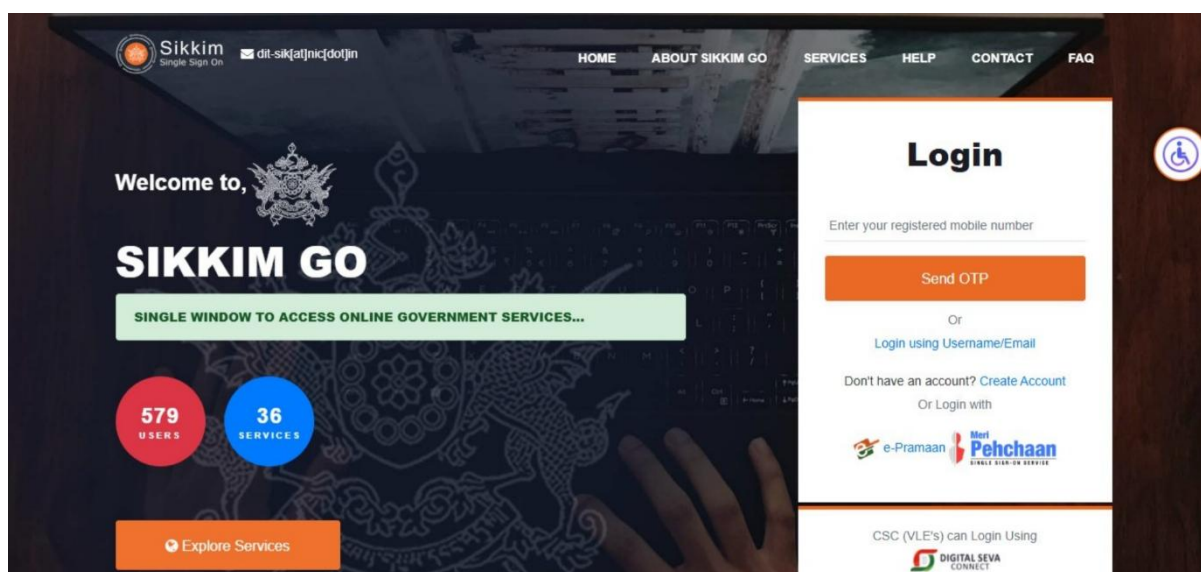 Sikkim
Single Sign On
dit-sik[at]nic[dot]in
HOME ABOUT SIKKIM GO SERVICES HELP CONTACT FAQ
Welcome to,
SIKKIM GO
SINGLE WINDOW TO ACCESS ONLINE GOVERNMENT SERVICES...
579
USERS
36
SERVICES
Explore Services
Login
Enter your registered mobile number
Send OTP
Or
Login using Username/Email
Don't have an account? Create Account
Or Login with
e-Pramaan
Meri
Pehchaan
SINGLE SIGN-ON SERVICE
CSC (VLE's) can Login Using
DIGITAL SEVA
CONNECT